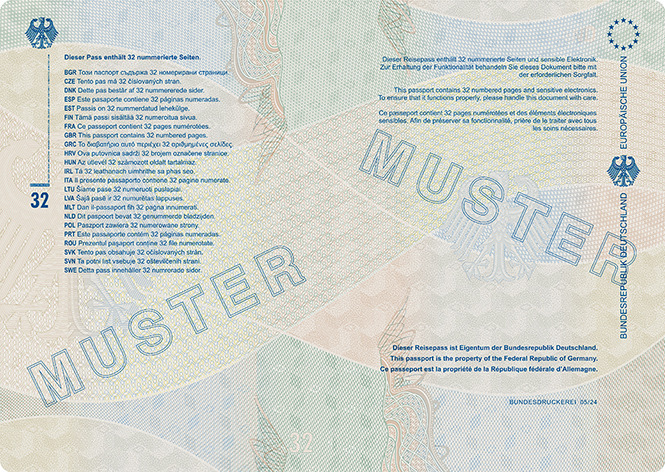 Dieser Pass enthält 32 nummerierte Seiten.
BGR Този паспорт съдържа 32 номерирани страници.
CZE Tento pas má 32 číslovaných stran.
DNK Dette pas består af 32 nummererede sider.
ESP Este pasaporte contiene 32 páginas numeradas.
EST Passis on 32 nummerdatud lehekülge.
FIN Tämä passi sisältää 32 numeroitua sivua.
FRA Ce passeport contient 32 pages numérotées.
GBR This passport contains 32 numbered pages.
GRC Το διαβατήριο αυτό περιέχει 32 αριθμημένες σελίδες.
HRV Ova putovnica sadrži 32 brojem označene stranice.
HUN Az útlevél 32 számozott oldalt tartalmaz.
IRL Tá 32 leathanach uimhrithe sa phas seo.
ITA Il presente passaporto contiene 32 pagine numerate.
LTU Šiame pase 32 numeruoti puslapiai.
LVA Šajā pasē ir 32 numurētas lappuses.
MLT Dan il-passaport fih 32 paġna innumerati.
NLD Dit paspoort bevat 32 genummerde bladzijden.
POL Paszport zawiera 32 numerowane strony.
PRT Este passaporte contém 32 páginas numeradas.
ROU Prezentul pașaport conține 32 file numerotate.
SVK Tento pas obsahuje 32 očíslovaných strán.
SVN Ta potni list vsebuje 32 oštevilčenih strani.
SWE Detta pass innehåller 32 numrerade sidor.
32
MUSTER
Dieser Reisepass enthält 32 nummerierte Seiten und sensible Elektronik.
Zur Erhaltung der Funktionalität behandeln Sie dieses Dokument bitte mit
der erforderlichen Sorgfalt.
This passport contains 32 numbered pages and sensitive electronics.
To ensure that it functions properly, please handle this document with care.
Ce passeport contient 32 pages numérotées et des éléments électroniques
sensibles. Afin de préserver sa fonctionnalité, prière de le traiter avec tous
les soins nécessaires.
MUSTER
EUROPÄISCHE UNION
BUNDESREPUBLIK DEUTSCHLAND
Dieser Reisepass ist Eigentum der Bundesrepublik Deutschland.
This passport is the property of the Federal Republic of Germany.
Ce passeport est la propriété de la République fédérale d'Allemagne.
BUNDESDRUCKEREI 05/24
32